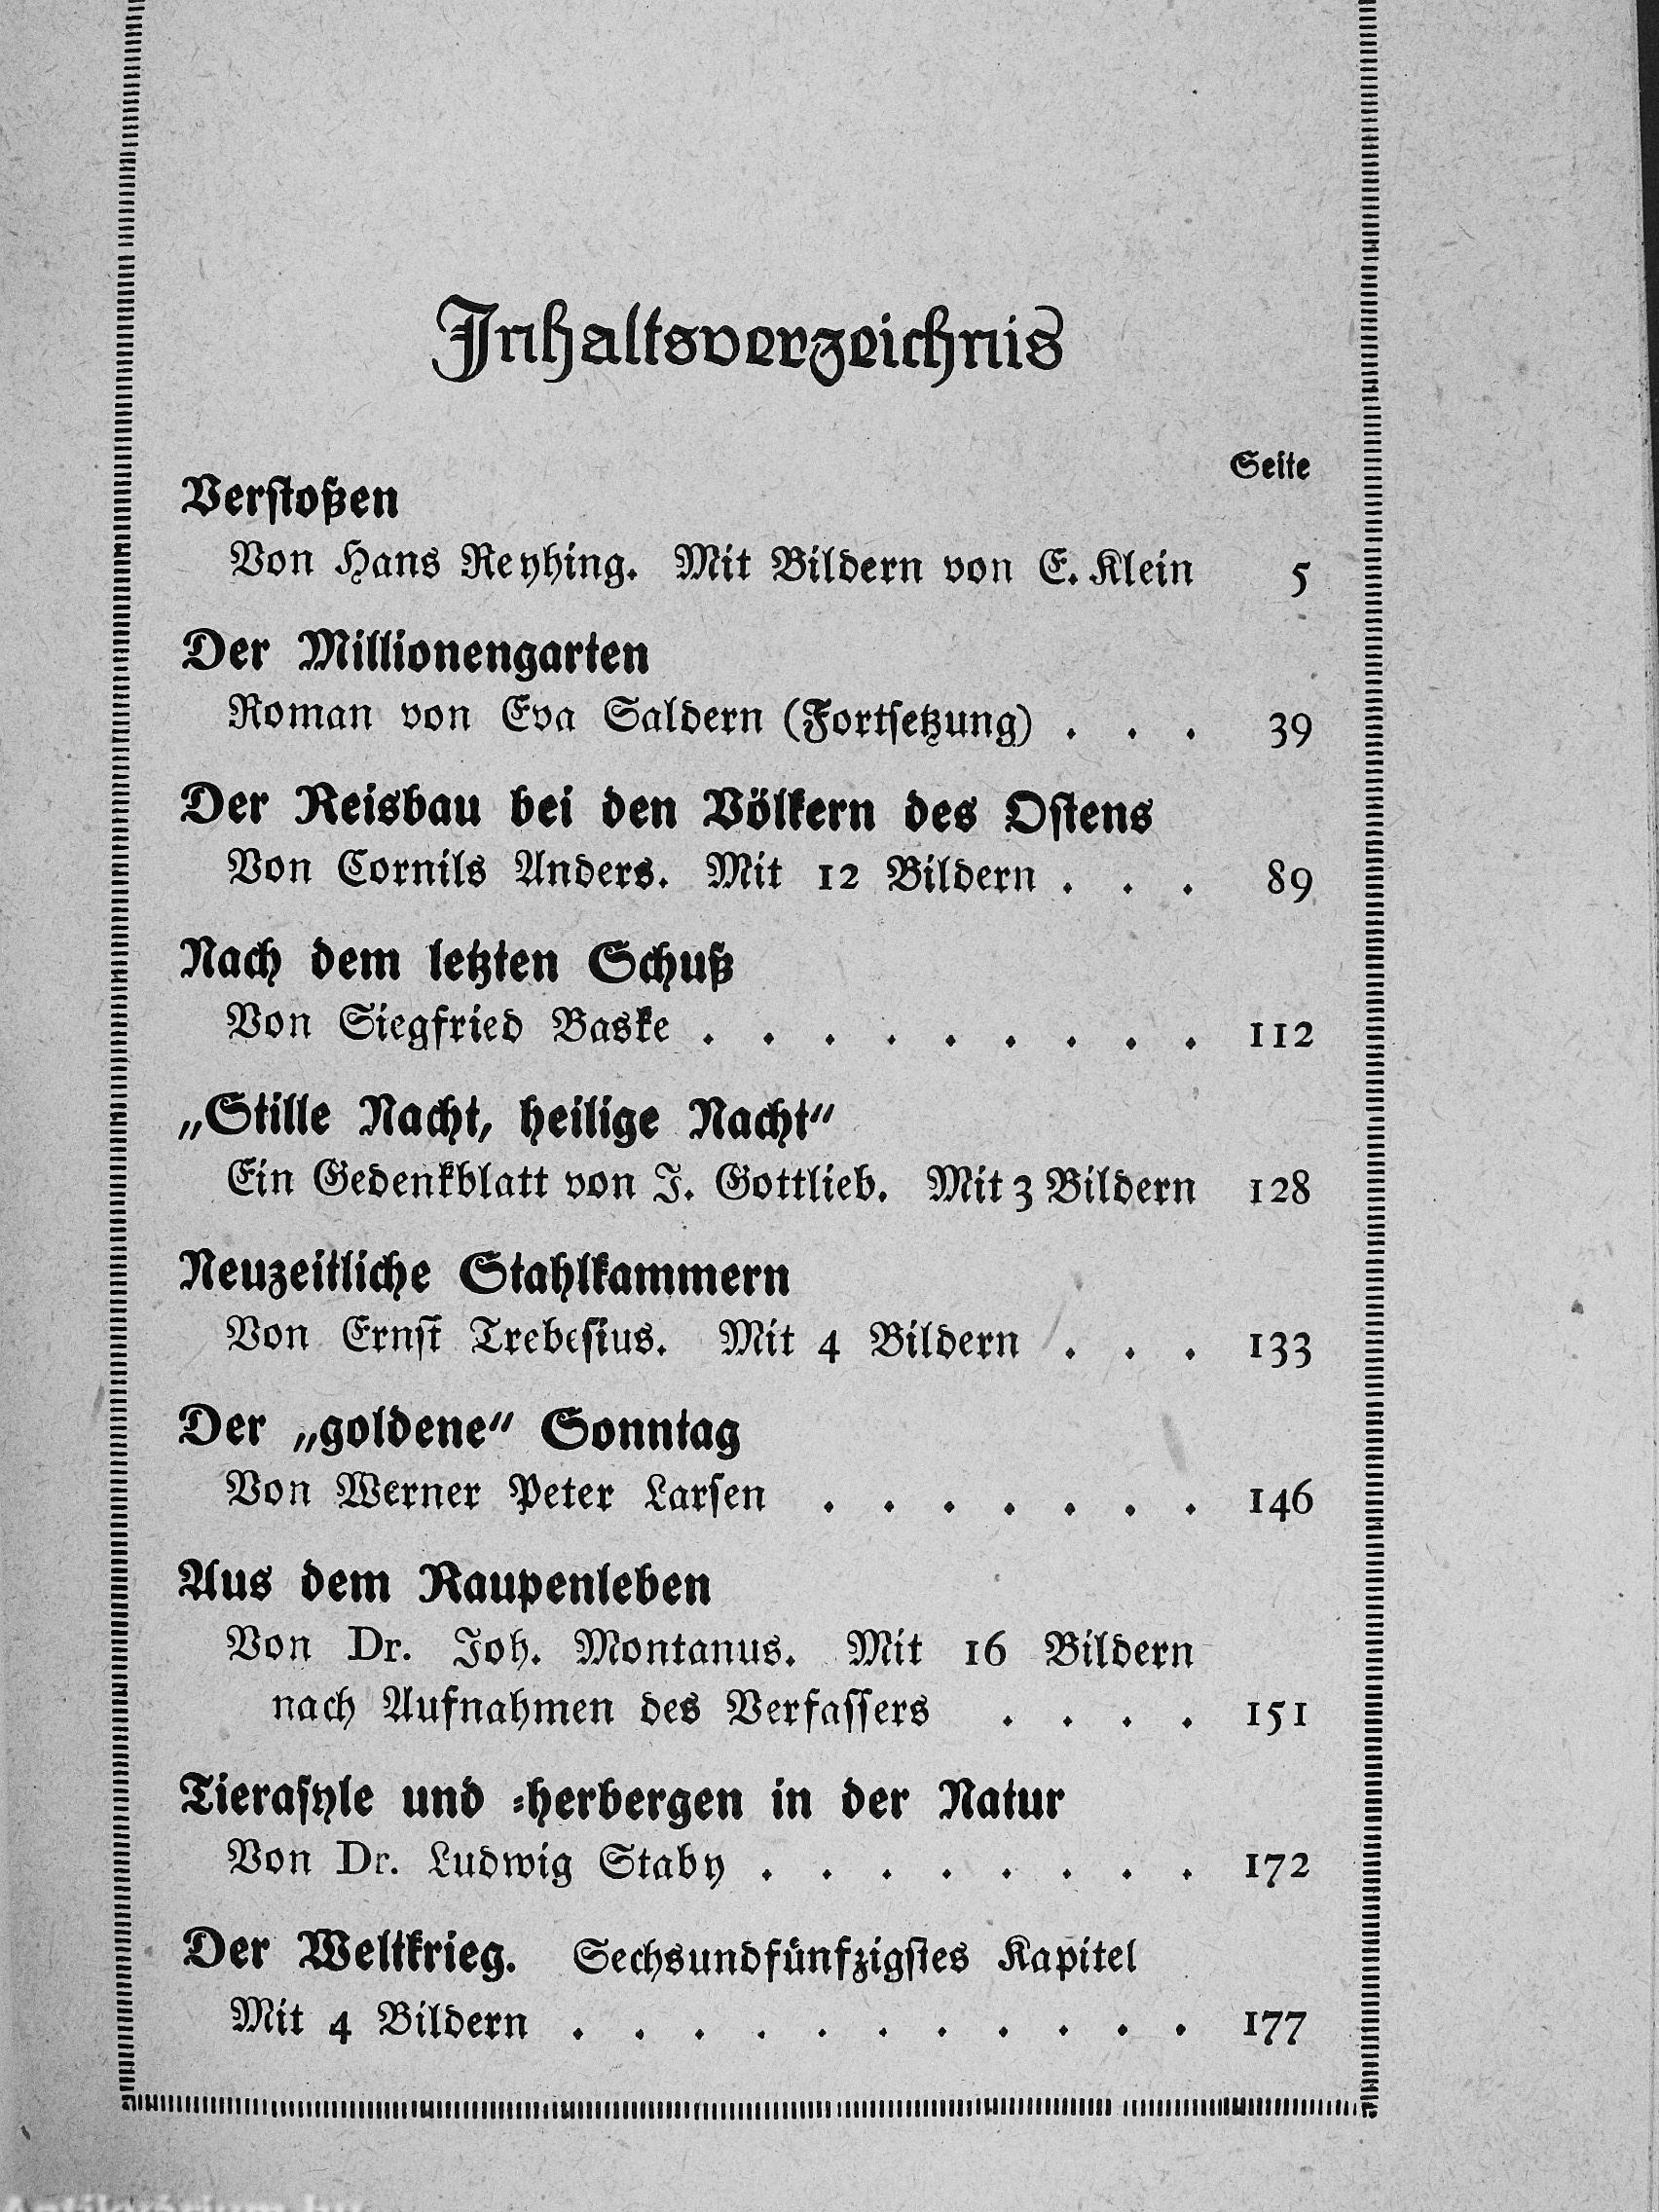 Inhaltsverzeichnis
Seite
Verſtoßen
Von Hans Reyhing. Mit Bildern von E. Klein 5
Der Millionengarten
Roman von Eva Saldern (Fortſetzung) . . . 39
Der Reisbau bei den Völkern des Oſtens
Von Cornils Anders. Mit 12 Bildern . . . 89
Nach dem letzten Schuß
Von Siegfried Baske . . . . . . . . . 112
„Stille Nacht, heilige Nacht“
Ein Gedenkblatt von J. Gottlieb. Mit 3 Bildern 128
Neuzeitliche Stahlkammern
Von Ernſt Trebeſius. Mit 4 Bildern . . . 133
Der „goldene“ Sonntag
Von Werner Peter Larſen . . . . . . . 146
Aus dem Raupenleben
Von Dr. Joh. Montanus. Mit 16 Bildern
nach Aufnahmen des Verfaſſers . . . . 151
Tieraſyle und -herbergen in der Natur
Von Dr. Ludwig Staby . . . . . . . . 172
Der Weltkrieg. Sechsundfünfzigſtes Kapitel
Mit 4 Bildern . . . . . . . . . . . 177